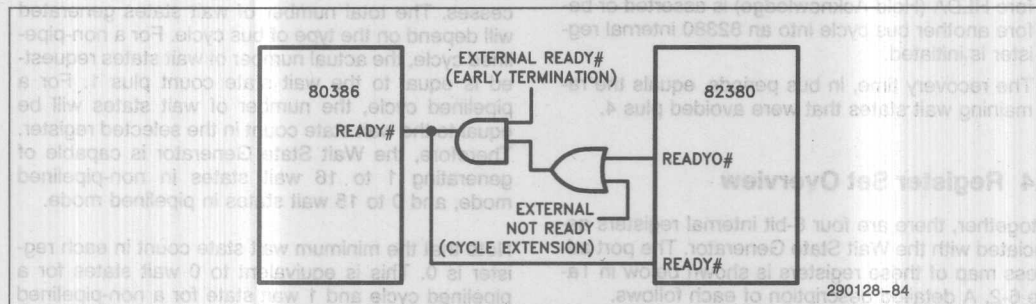 fore HLDA (Hold Acknowledge) is asserted or be-
fore another bus cycle into an 82380 internal reg-
ister is initiated.
The recovery time, in bus periods, equals the re-
maining wait states that were avoided plus 4.
4 Register Set Overview
together, there are four 8-bit internal registers
ciated with the Wait State Generator. The port
ess map of these registers is shown below in Ta-
6-2. A detailed description of each follows.
cesses. The total number of wait states generated
will depend on the type of bus cycle. For a non-pipe-
cycle, the actual number of wait states request-
ed is equal to the wait state count plus 1. For a
pipelined cycle, the number of wait states will be
equal to the wait state count in the selected register.
Therefore, the Wait State Generator is capable of
generating 1 to 16 wait states in non-pipelined
mode, and 0 to 15 wait states in pipelined mode.
the minimum wait state count in each reg-
ister is 0. This is equivalent to 0 wait states for a
pipelined cycle and 1 wait state for a non-pipelined
EXTERNAL READY#
(EARLY TERMINATION)
80386
82380
READY#
READYO#
EXTERNAL
NOT READY
(CYCLE EXTENSION)
READY#
290128-84